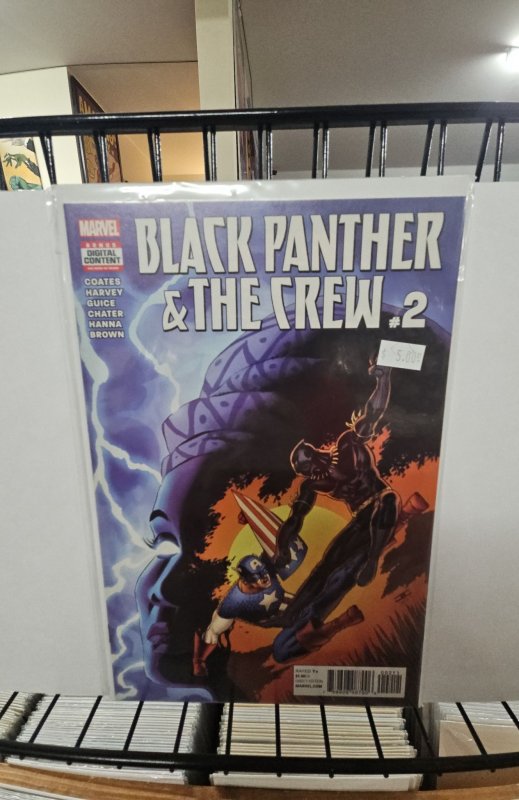 MARVEL
BONUS
DIGITAL
CONTENT
BLACK PANTHER
& THE CREW #2
COATES
HARVEY
GUICE
CHATER
HANNA
BROWN
$ 5.00
RATED T+
MARVEL.COM
00211